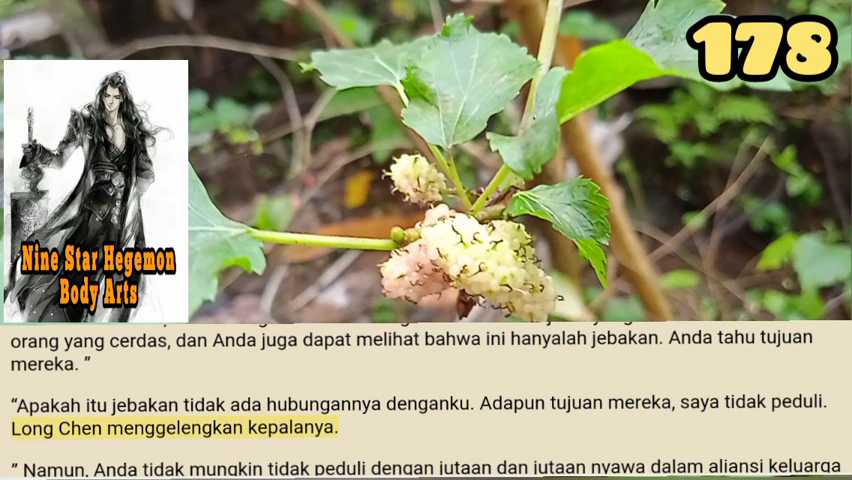 178
Nine Star Hegemon
Body Arts
orang yang cerdas, dan Anda juga dapat melihat bahwa ini hanyalah jebakan. Anda tahu tujuan
mereka. ”
“Apakah itu jebakan tidak ada hubungannya denganku. Adapun tujuan mereka, saya tidak peduli.
Long Chen menggelengkan kepalanya.
” Namun, Anda tidak mungkin tidak peduli dengan jutaan dan jutaan nyawa dalam aliansi keluarga